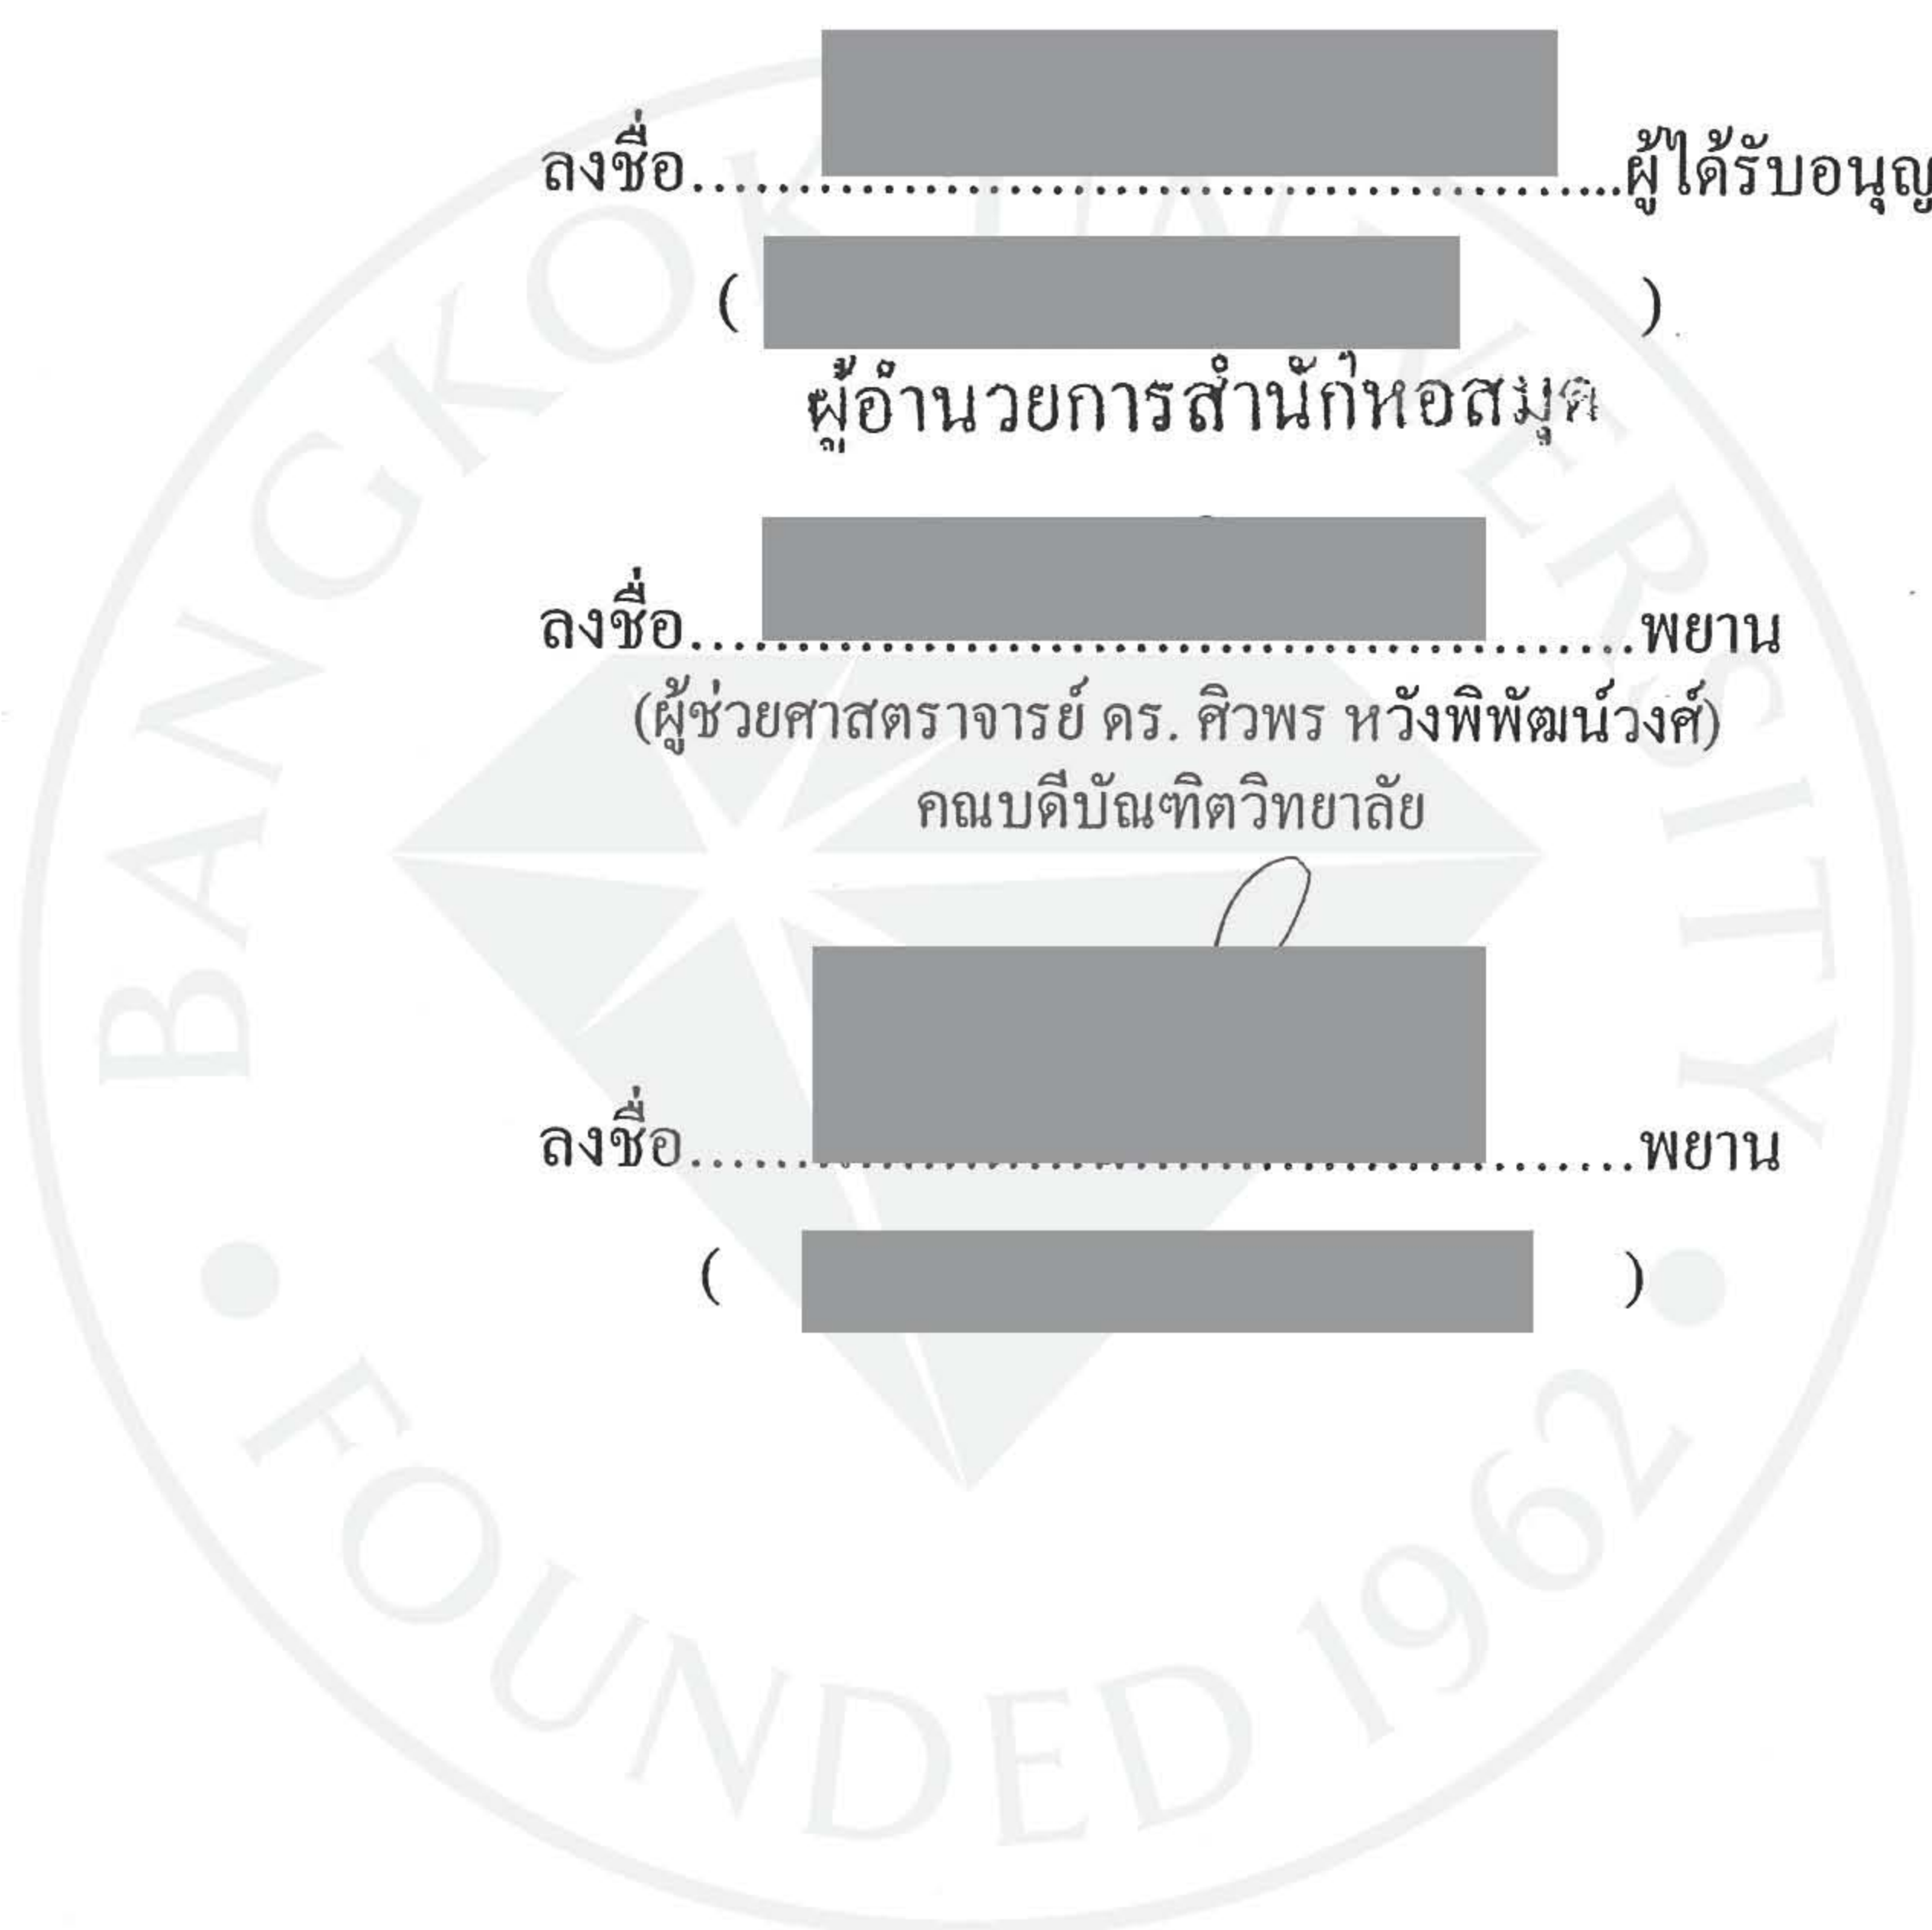 ลงชื่อ................................................ผู้ได้รับอนุญ
( )
ผู้อำนวยการสำนักหอสมุด
ลงชื่อ................................................พยาน
(ผู้ช่วยศาสตราจารย์ ดร. ศิวพร หวังพิพัฒน์วงศ์)
คณบดีบัณฑิตวิทยาลัย
ลงชื่อ................................................พยาน
( )
BANGKOK UNIVERSITY
FOUNDED 1962